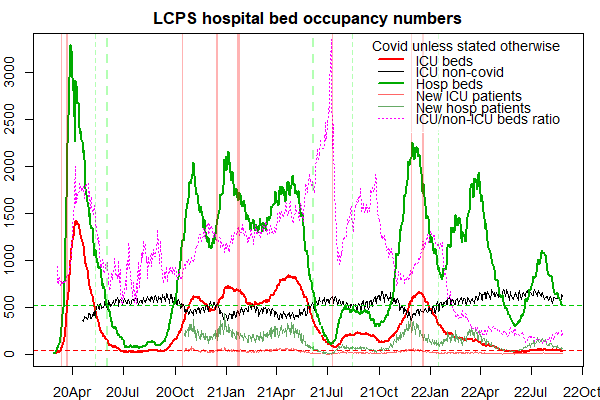 LCPS hospital bed occupancy numbers
Covid unless stated otherwise
ICU beds
ICU non-covid
Hosp beds
New ICU patients
New hosp patients
ICU/non-ICU beds ratio
3000
2500
2000
1500
1000
500
0
20Apr 20Jul 20Oct 21Jan 21Apr 21Jul 21Oct 22Jan 22Apr 22Jul 22Oct